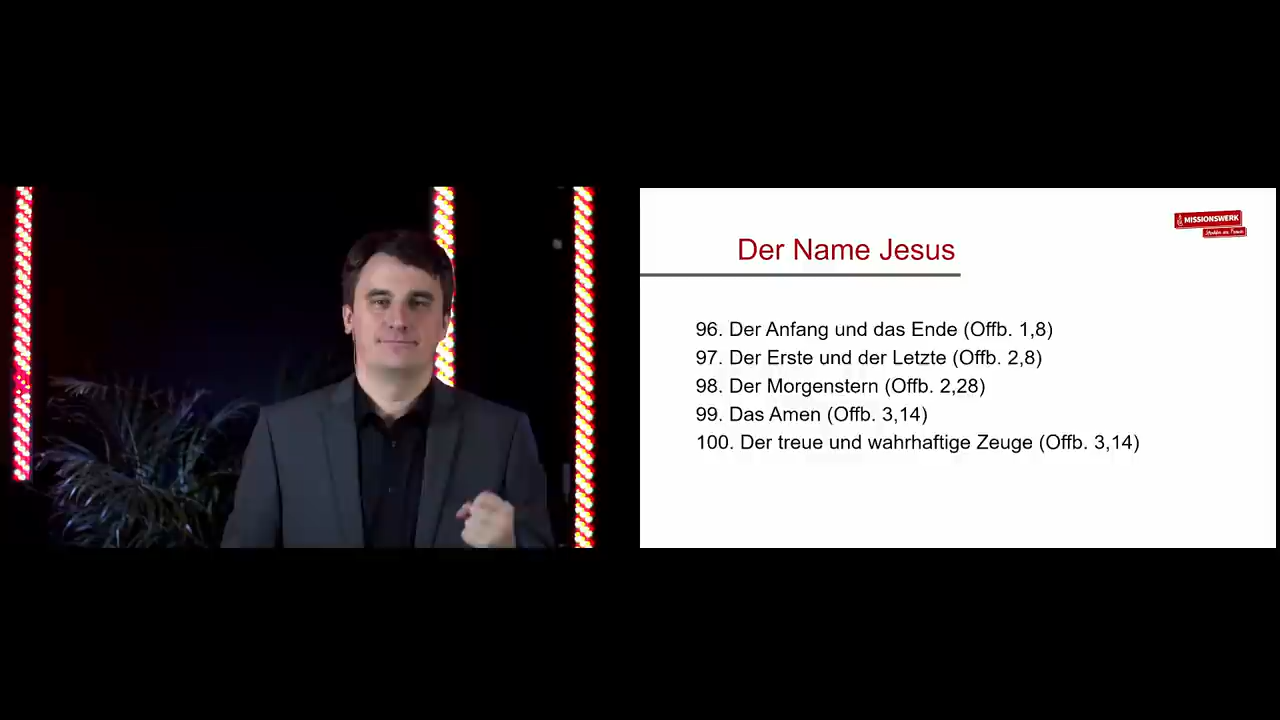 MISSIONSWERK
Der Name Jesus
96. Der Anfang und das Ende (Offb. 1,8)
97. Der Erste und der Letzte (Offb. 2,8)
98. Der Morgenstern (Offb. 2,28)
99. Das Amen (Offb. 3,14)
100. Der treue und wahrhaftige Zeuge (Offb. 3,14)